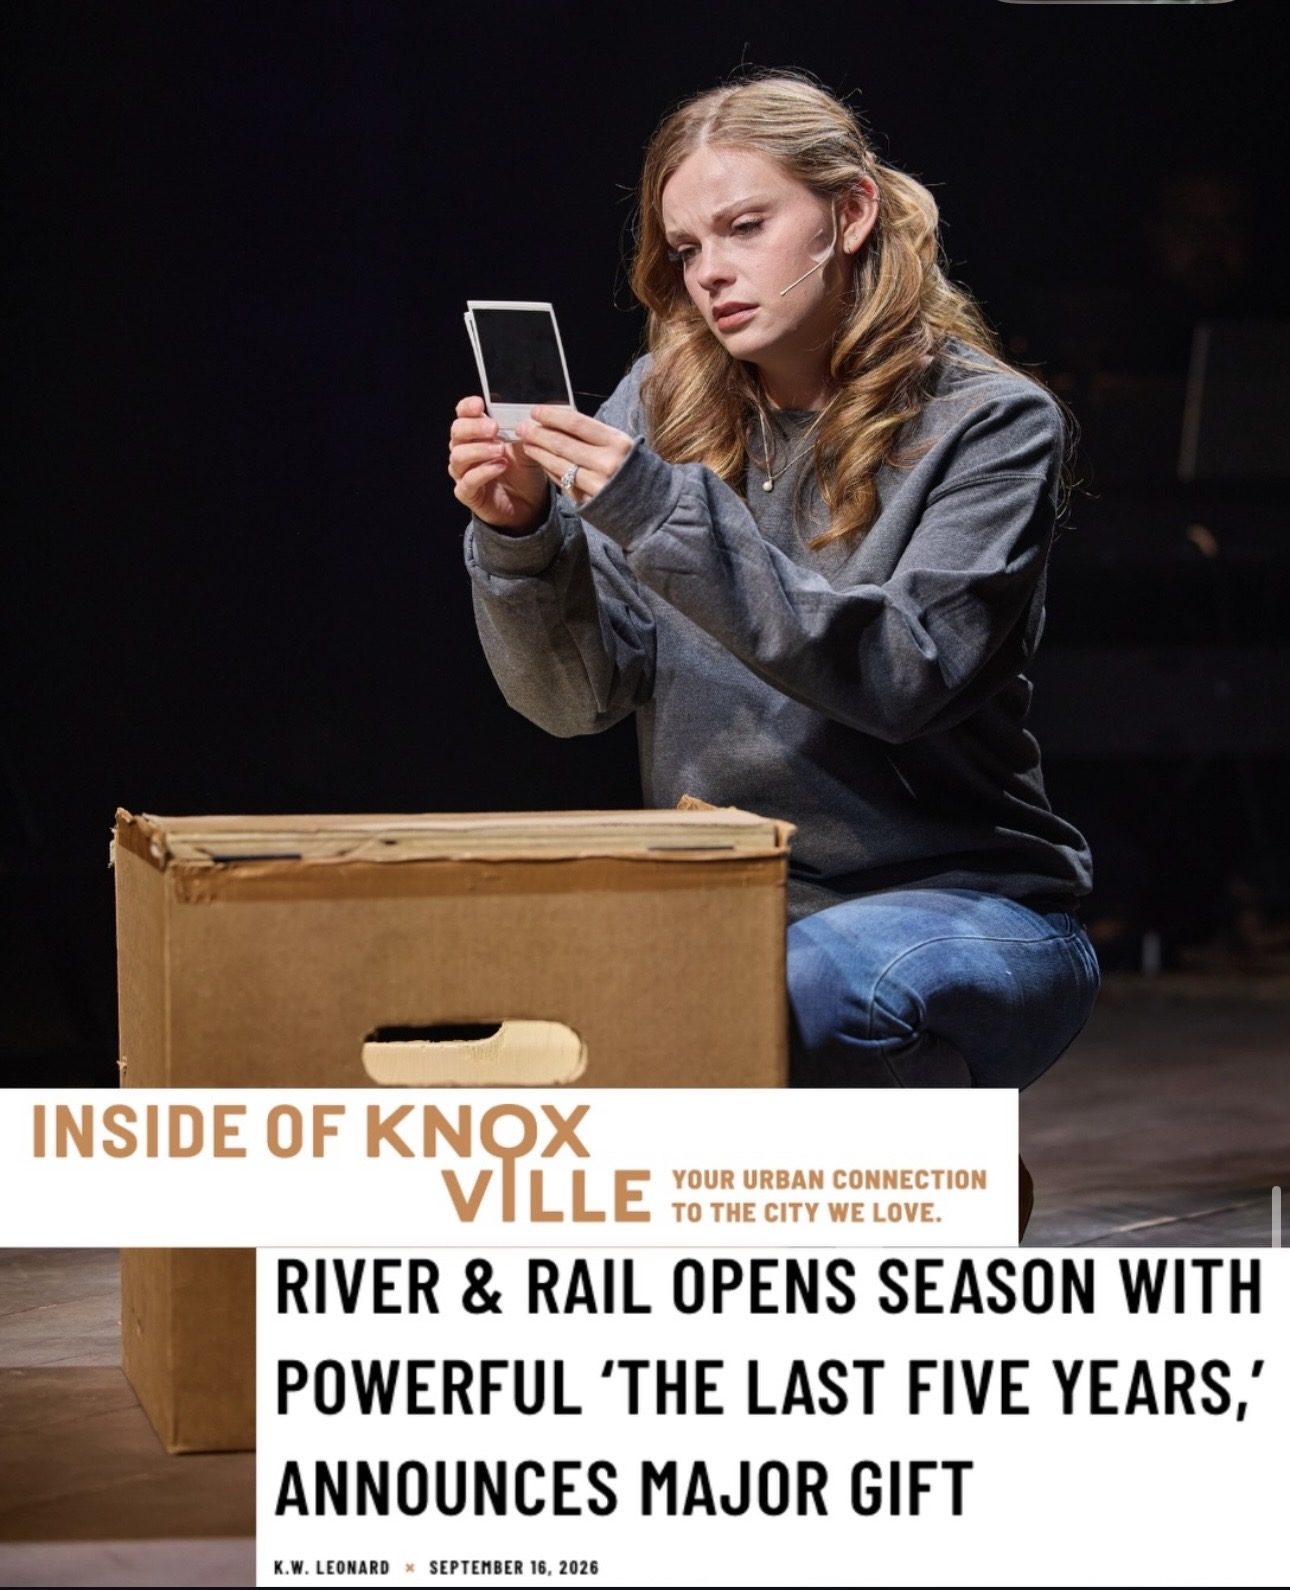 INSIDE OF KNOX
VILLE
YOUR URBAN CONNECTION
TO THE CITY WE LOVE.
RIVER & RAIL OPENS SEASON WITH
POWERFUL ‘THE LAST FIVE YEARS,’
ANNOUNCES MAJOR GIFT
K.W. LEONARD × SEPTEMBER 16, 2026